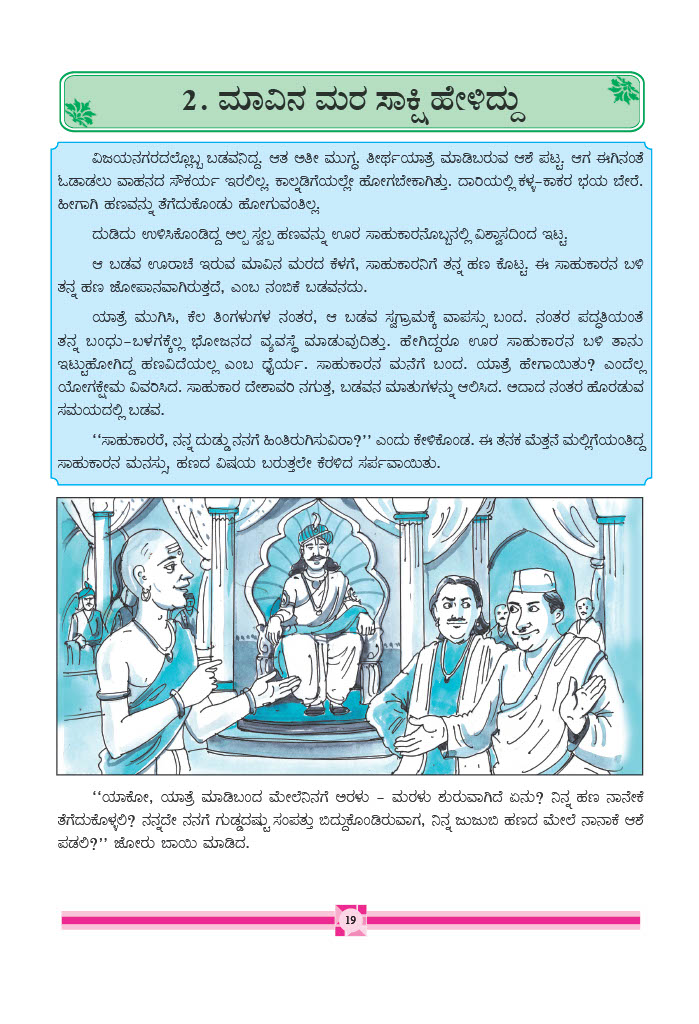 2. ಮಾವಿನ ಮರ ಸಾಕ್ಷಿ ಹೇಳಿದ್ದು
ವಿಜಯನಗರದಲ್ಲೊಬ್ಬ ಬಡವನಿದ್ದ. ಆತ ಅತೀ ಮುಗ್ಧ. ತೀರ್ಥಯಾತ್ರೆ ಮಾಡಿಬರುವ ಆಶೆ ಪಟ್ಟ. ಆಗ ಈಗಿನಂತೆ
ಓಡಾಡಲು ವಾಹನದ ಸೌಕರ್ಯ ಇರಲಿಲ್ಲ. ಕಾಲ್ನಡಿಗೆಯಲ್ಲೇ ಹೋಗಬೇಕಾಗಿತ್ತು. ದಾರಿಯಲ್ಲಿ ಕಳ್ಳ-ಕಾಕರ ಭಯ ಬೇರೆ.
ಹೀಗಾಗಿ ಹಣವನ್ನು ತೆಗೆದುಕೊಂಡು ಹೋಗುವಂತಿಲ್ಲ.
ದುಡಿದು ಉಳಿಸಿಕೊಂಡಿದ್ದ ಅಲ್ಪ ಸ್ವಲ್ಪ ಹಣವನ್ನು ಊರ ಸಾಹುಕಾರನೊಬ್ಬನಲ್ಲಿ ವಿಶ್ವಾಸದಿಂದ ಇಟ್ಟ.
ಆ ಬಡವ ಊರಾಚೆ ಇರುವ ಮಾವಿನ ಮರದ ಕೆಳಗೆ, ಸಾಹುಕಾರನಿಗೆ ತನ್ನ ಹಣ ಕೊಟ್ಟ. ಈ ಸಾಹುಕಾರನ ಬಳಿ
ತನ್ನ ಹಣ ಜೋಪಾನವಾಗಿರುತ್ತದೆ, ಎಂಬ ನಂಬಿಕೆ ಬಡವನದು.
ಯಾತ್ರೆ ಮುಗಿಸಿ, ಕೆಲ ತಿಂಗಳುಗಳ ನಂತರ, ಆ ಬಡವ ಸ್ವಗ್ರಾಮಕ್ಕೆ ವಾಪಸ್ಸು ಬಂದ. ನಂತರ ಪದ್ಧತಿಯಂತೆ
ತನ್ನ ಬಂಧು-ಬಳಗಕ್ಕೆಲ್ಲ ಭೋಜನದ ವ್ಯವಸ್ಥೆ ಮಾಡುವುದಿತ್ತು. ಹೇಗಿದ್ದರೂ ಊರ ಸಾಹುಕಾರನ ಬಳಿ ತಾನು
ಇಟ್ಟುಹೋಗಿದ್ದ ಹಣವಿದೆಯಲ್ಲ ಎಂಬ ಧೈರ್ಯ. ಸಾಹುಕಾರನ ಮನೆಗೆ ಬಂದ. ಯಾತ್ರೆ ಹೇಗಾಯಿತು? ಎಂದೆಲ್ಲ
ಯೋಗಕ್ಷೇಮ ವಿವರಿಸಿದ. ಸಾಹುಕಾರ ದೇಶಾವರಿ ನಗುತ್ತ, ಬಡವನ ಮಾತುಗಳನ್ನು ಆಲಿಸಿದ. ಅದಾದ ನಂತರ ಹೊರಡುವ
ಸಮಯದಲ್ಲಿ ಬಡವ.
‘‘ಸಾಹುಕಾರರೆ, ನನ್ನ ದುಡ್ಡು ನನಗೆ ಹಿಂತಿರುಗಿಸುವಿರಾ?’’ ಎಂದು ಕೇಳಿಕೊಂಡ. ಈ ತನಕ ಮೆತ್ತನೆ ಮಲ್ಲಿಗೆಯಂತಿದ್ದ
ಸಾಹುಕಾರನ ಮನಸ್ಸು, ಹಣದ ವಿಷಯ ಬರುತ್ತಲೇ ಕೆರಳಿದ ಸರ್ಪವಾಯಿತು.
‘‘ಯಾಕೋ, ಯಾತ್ರೆ ಮಾಡಿಬಂದ ಮೇಲೆನಿನಗೆ ಅರಳು - ಮರಳು ಶುರುವಾಗಿದೆ ಏನು? ನಿನ್ನ ಹಣ ನಾನೇಕೆ
ತೆಗೆದುಕೊಳ್ಳಲಿ? ನನ್ನದೇ ನನಗೆ ಗುಡ್ಡದಷ್ಟು ಸಂಪತ್ತು ಬಿದ್ದುಕೊಂಡಿರುವಾಗ, ನಿನ್ನ ಜುಜುಬಿ ಹಣದ ಮೇಲೆ ನಾನಾಕೆ ಆಶೆ
ಪಡಲಿ?’’ ಜೋರು ಬಾಯಿ ಮಾಡಿದ.
19